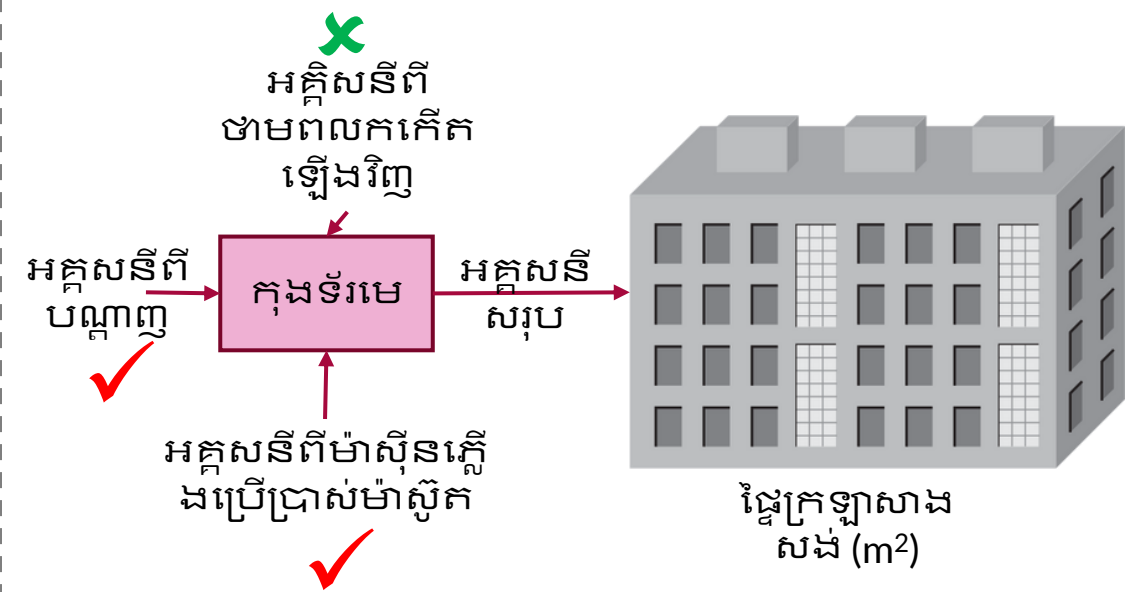 អគ្គិសនីពី
ថាមពលកកើត
ឡើងវិញ
អគ្គសនីពី
បណ្តាញ
កុងទ័រមេ
អគ្គសនី
សរុប
អគ្គសនីពីម៉ាស៊ីនភ្លើ
ងប្រើប្រាស់ម៉ាស៊ូត
ផ្ទៃក្រឡាសាង
សង់ (m²)